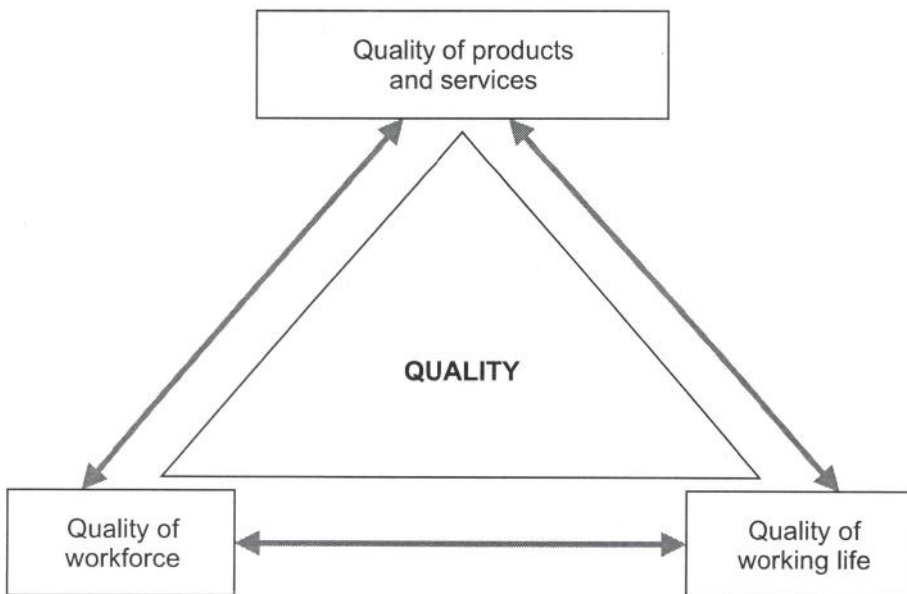 Quality of products
and services
QUALITY
Quality of
workforce
Quality of
working life